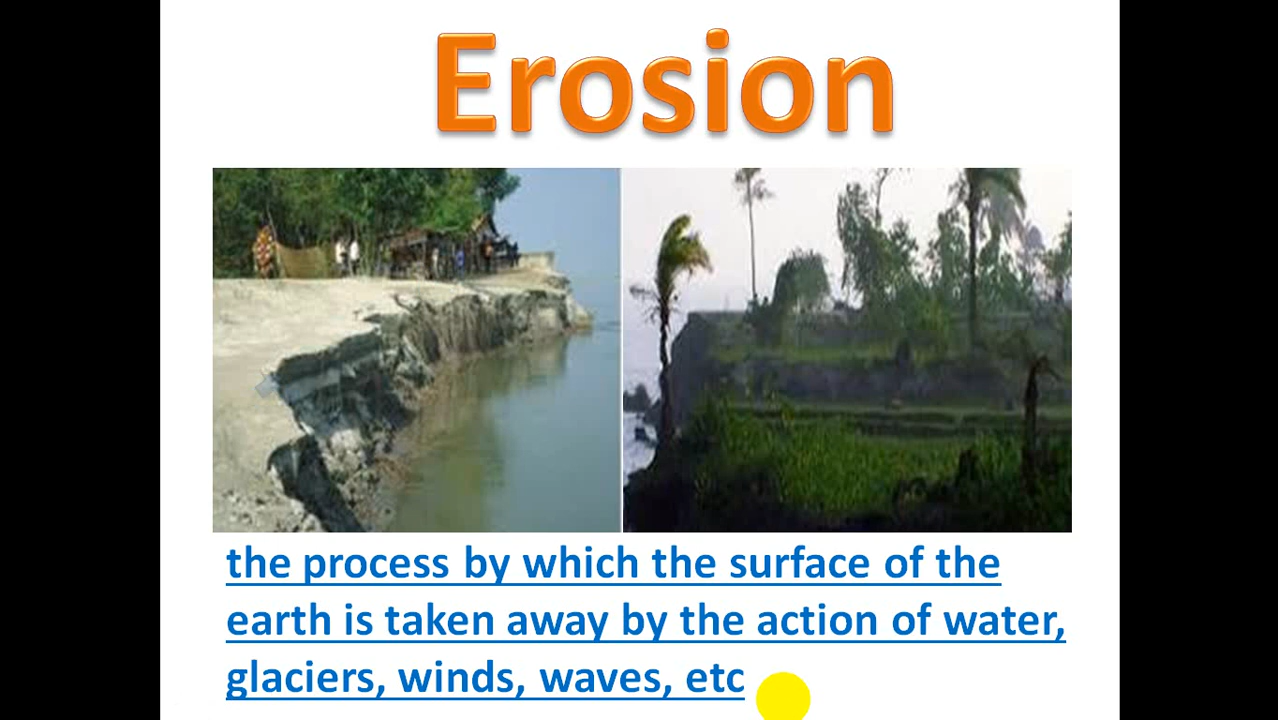 Erosion
the process by which the surface of the
earth is taken away by the action of water,
glaciers, winds, waves, etc